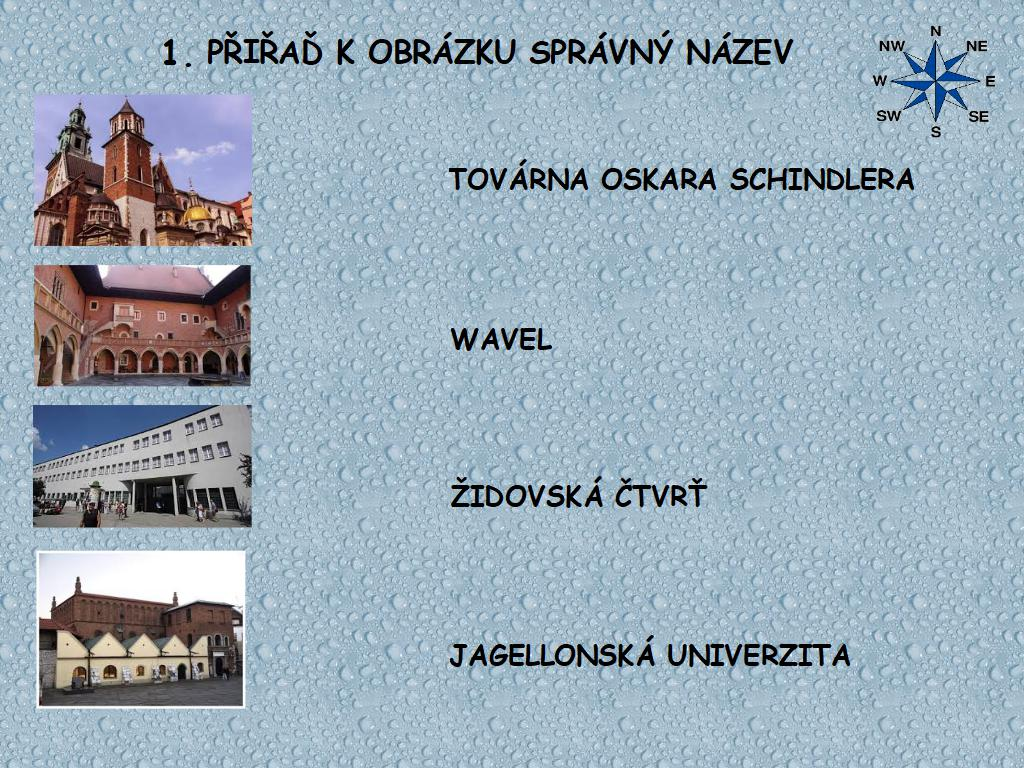 1. PŘIŘAĎ K OBRÁZKU SPRÁVNÝ NÁZEV
N
NW NE
W E
SW SE
S
TOVÁRNA OSKARA SCHINDLERA
WAVEL
ŽIDOVSKÁ ČTVRŤ
JAGELLONSKÁ UNIVERZITA